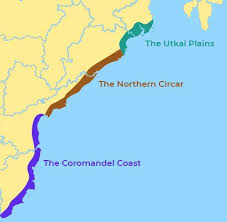 The Utkal Plains
The Northern Circar
The Coromandel Coast